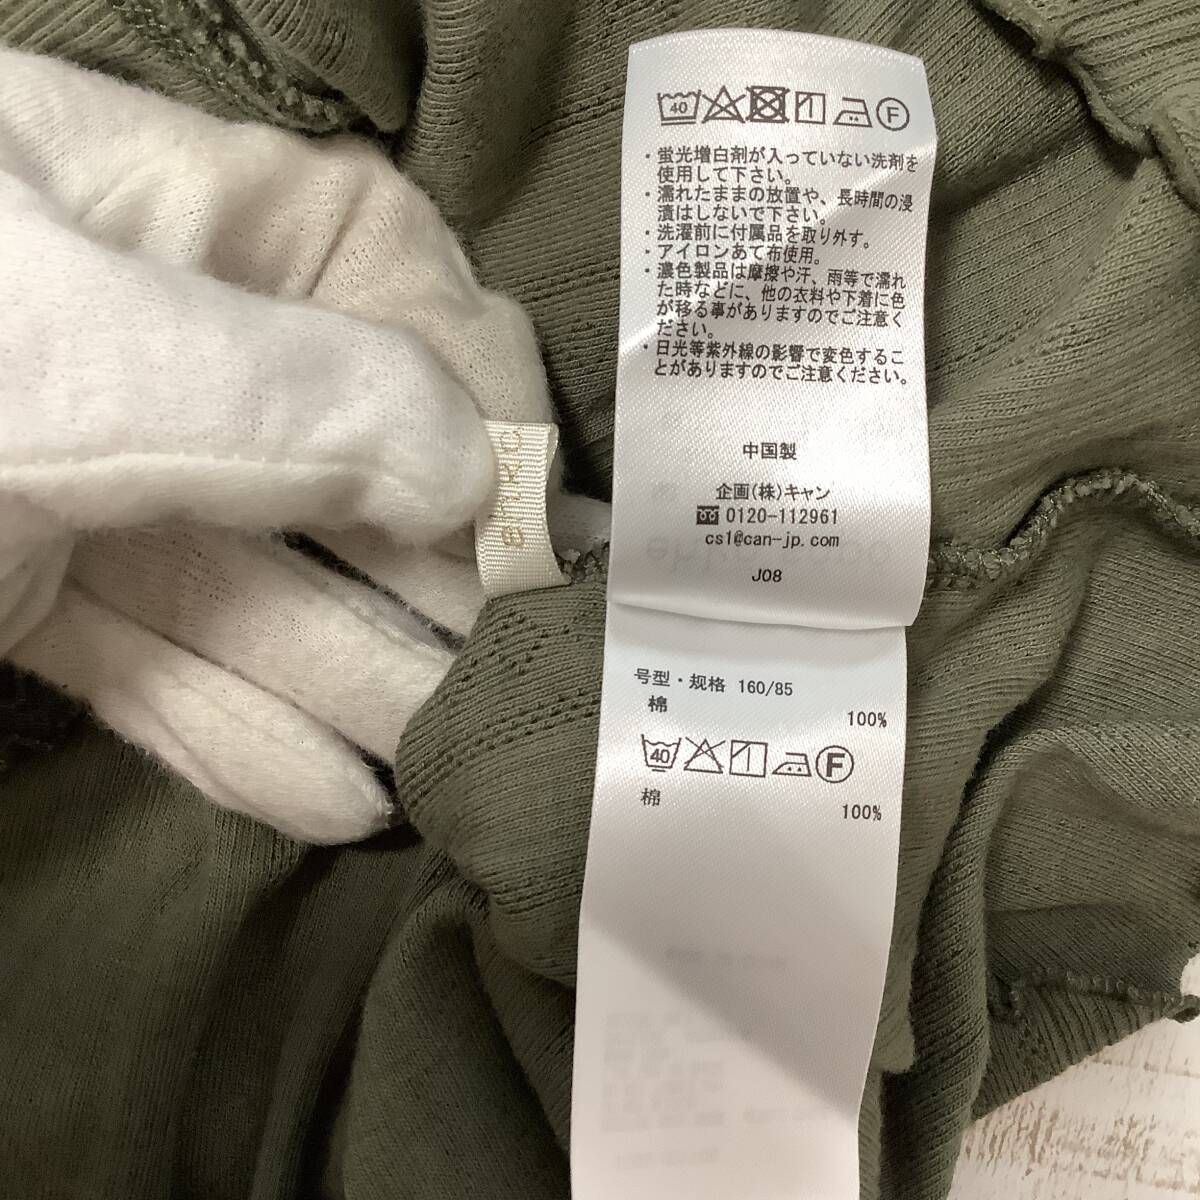 40 F
・蛍光増白剤が入っていない洗剤を
使用して下さい。
・濡れたままの放置や、長時間の浸
漬はしないで下さい。
・洗濯前に付属品を取り外す。
・アイロンあて布使用。
・濃色製品は摩擦や汗、雨等で濡れ
た時などに、他の衣料や下着に色
が移る事がありますのでご注意く
ださい。
・日光等紫外線の影響で変色するこ
とがありますのでご注意ください。
中国製
企画(株)キャン
0120-112961
cs1@can-jp.com
J08
号型・规格 160/85
棉 100%
40 F
棉 100%